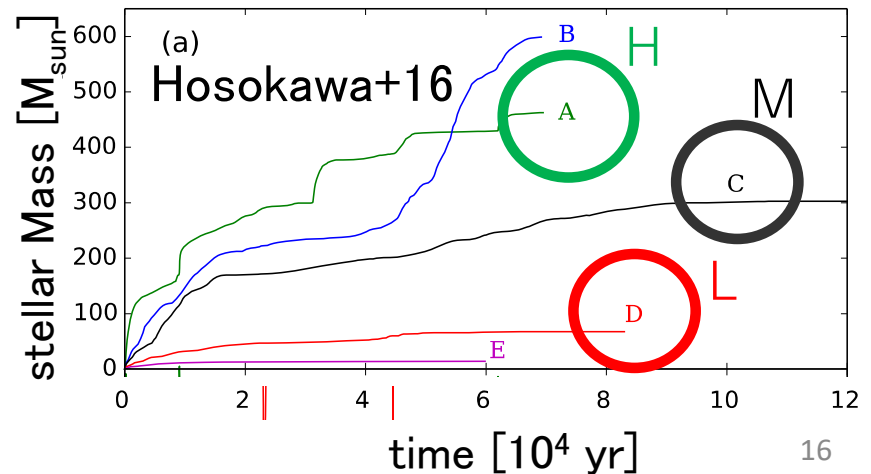 (a)
Hosokawa+16
B
H
A
M
C
L
D
E
stellar Mass [M_sun]
600
500
400
300
200
100
0
0 2 4 6 8 10 12
time [10⁴ yr]
16